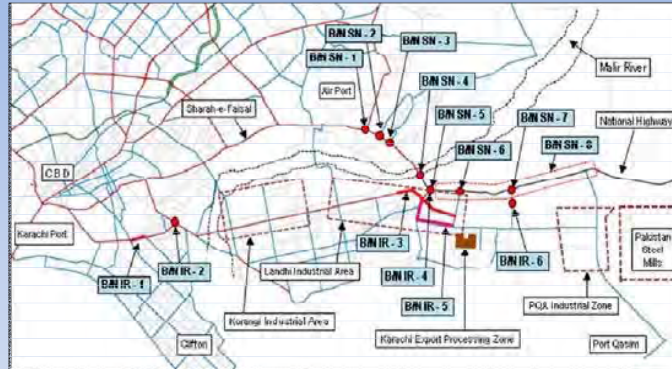 B/N SN - 2
B/N SN - 3
B/N SN - 1
Air Port
B/N SN - 4
Malir River
B/N SN - 5
B/N SN - 7
National Highway
Sharah-e-Faisal
B/N SN - 6
B/N SN - 8
CBD
Karachi Port
B/N IR - 3
Pakistan
Steel
Mills
B/N IR - 2
Landhi Industrial Area
B/N IR - 4
B/N IR - 6
B/N IR - 1
B/N IR - 5
PQA Industrial Zone
Korangi Industrial Area
Karachi Export Processing Zone
Clifton
Port Qasim